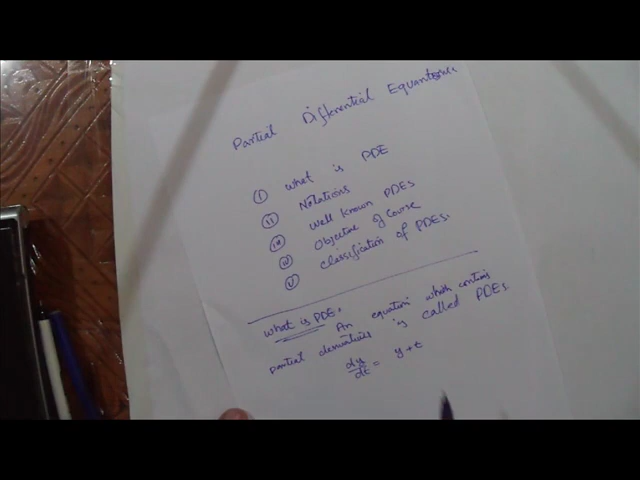 Partial Differential Equations
(i) What is PDE
(ii) Notations
(iii) Well known PDEs
(iv) Objective of Course
(v) Classification of PDEs.
What is PDE: An equation which contains
partial derivatives is called PDEs.
dy/dt = y + t